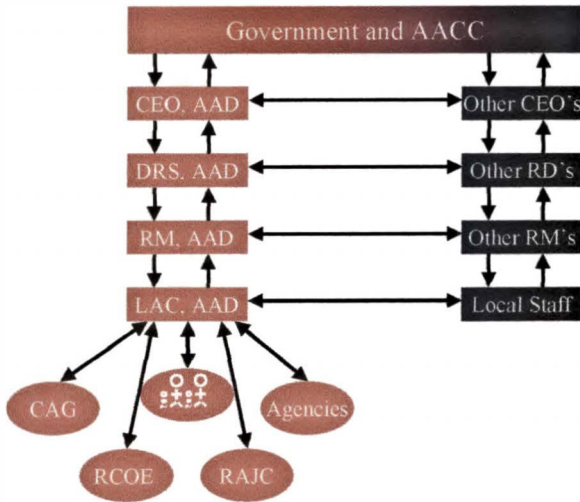 Government and AACC
CEO, AAD
Other CEO's
DRS, AAD
Other RD's
RM, AAD
Other RM's
LAC, AAD
Local Staff
CAG
Agencies
RCOE
RAJC